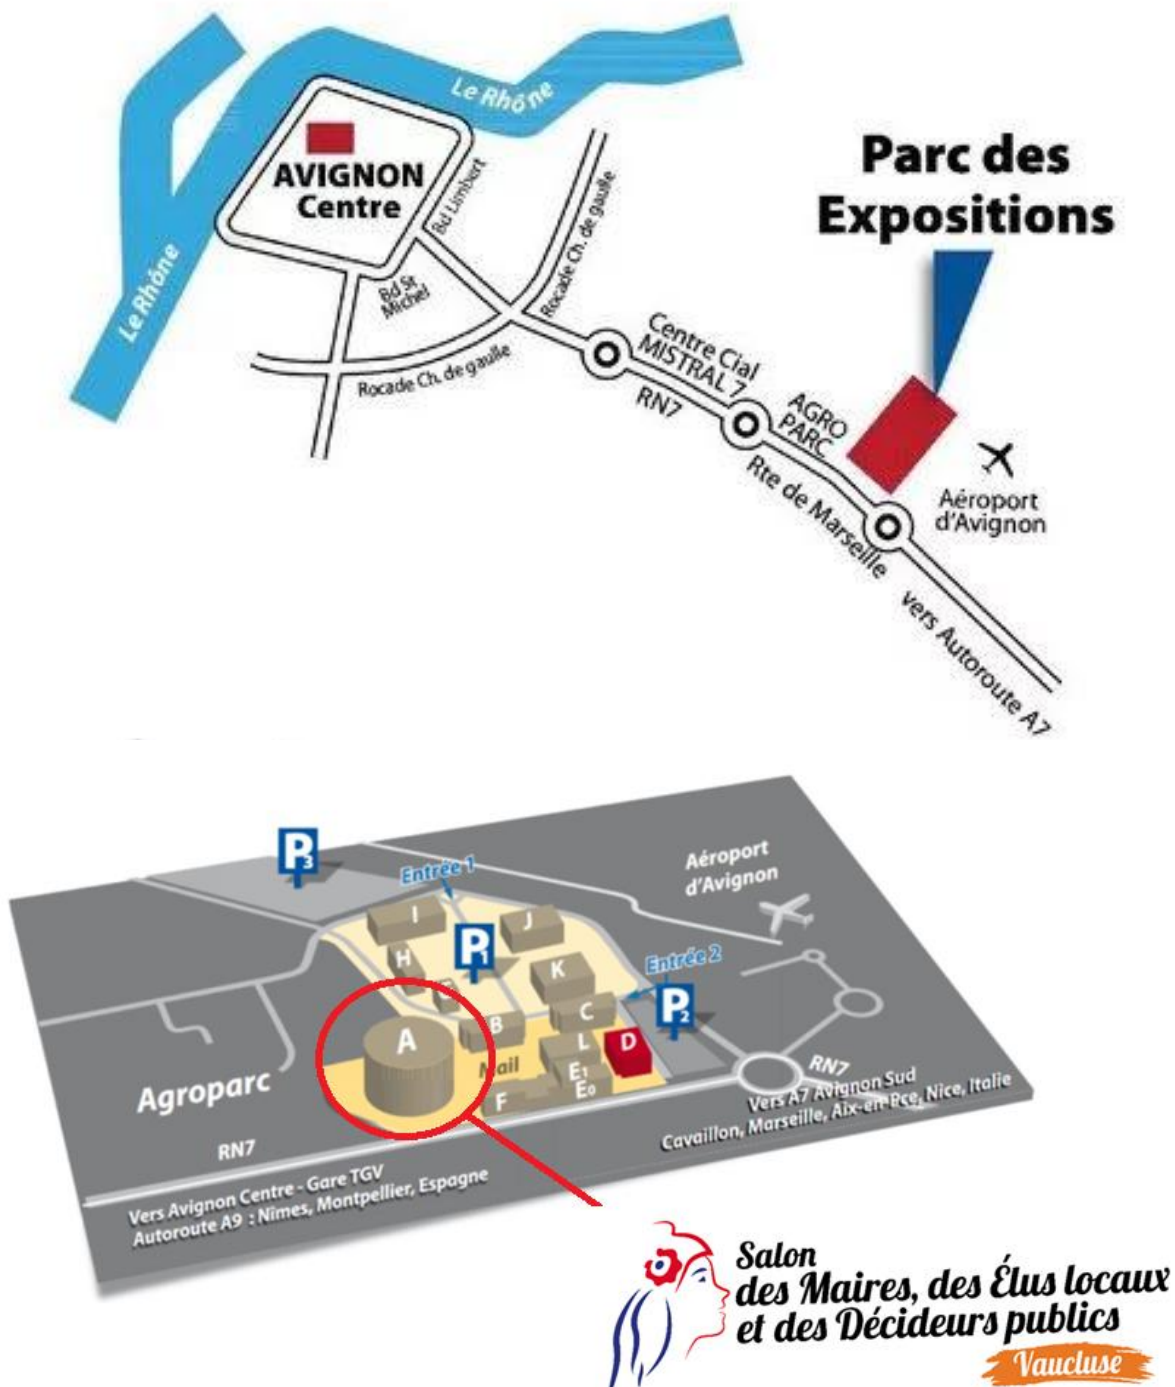 Le Rhône
AVIGNON
Centre
Bd Limbert
Parc des
Expositions
Rocade Ch. de gaulle
Le Rhône
Bd St
Michel
Rocade Ch. de gaulle
Centre Cial
MISTRAL 7
RN7
AGRO
PARC
Rte de Marseille
Aéroport
d'Avignon
vers Autoroute A7
P3
Entrée 1
Aéroport
d'Avignon
I
J
P1
H
K
Entrée 2
P2
C
B
A
L
D
Mail
E1
E0
F
Agroparc
RN7
RN7
Vers A7 Avignon Sud
Cavaillon, Marseille, Aix-en-Pce, Nice, Italie
Vers Avignon Centre - Gare TGV
Autoroute A9 : Nîmes, Montpellier, Espagne
Salon
des Maires, des Élus locaux
et des Décideurs publics
Vaucluse